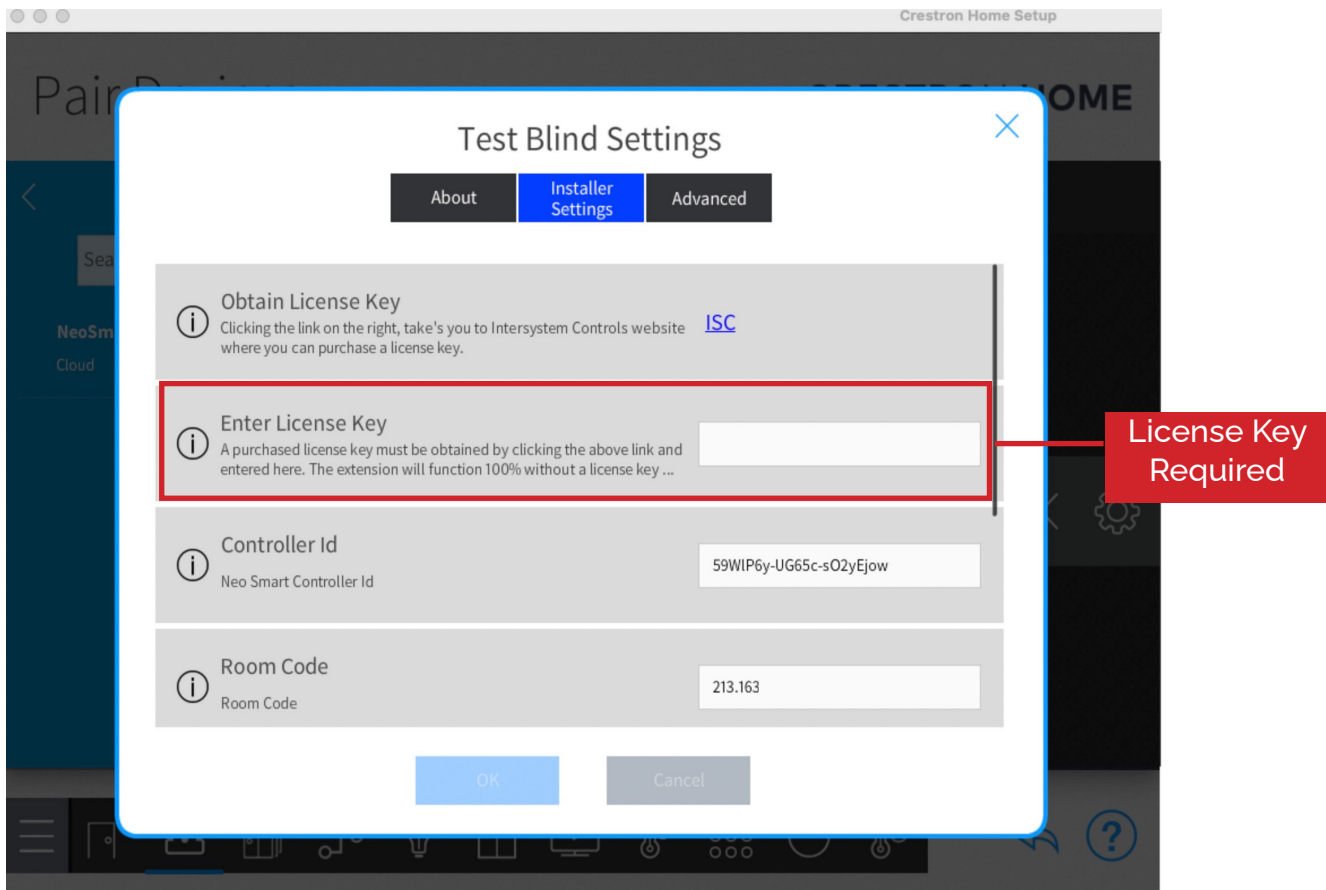 Crestron Home Setup
Pair
HOME
Test Blind Settings
About
Installer
Settings
Advanced
Sea
NeoSm
Cloud
Obtain License Key
Clicking the link on the right, take's you to Intersystem Controls website
where you can purchase a license key.
ISC
Enter License Key
A purchased license key must be obtained by clicking the above link and
entered here. The extension will function 100% without a license key ...
License Key
Required
Controller Id
Neo Smart Controller Id
59WlP6y-UG65c-sO2yEjow
Room Code
Room Code
213.163
OK
Cancel
?